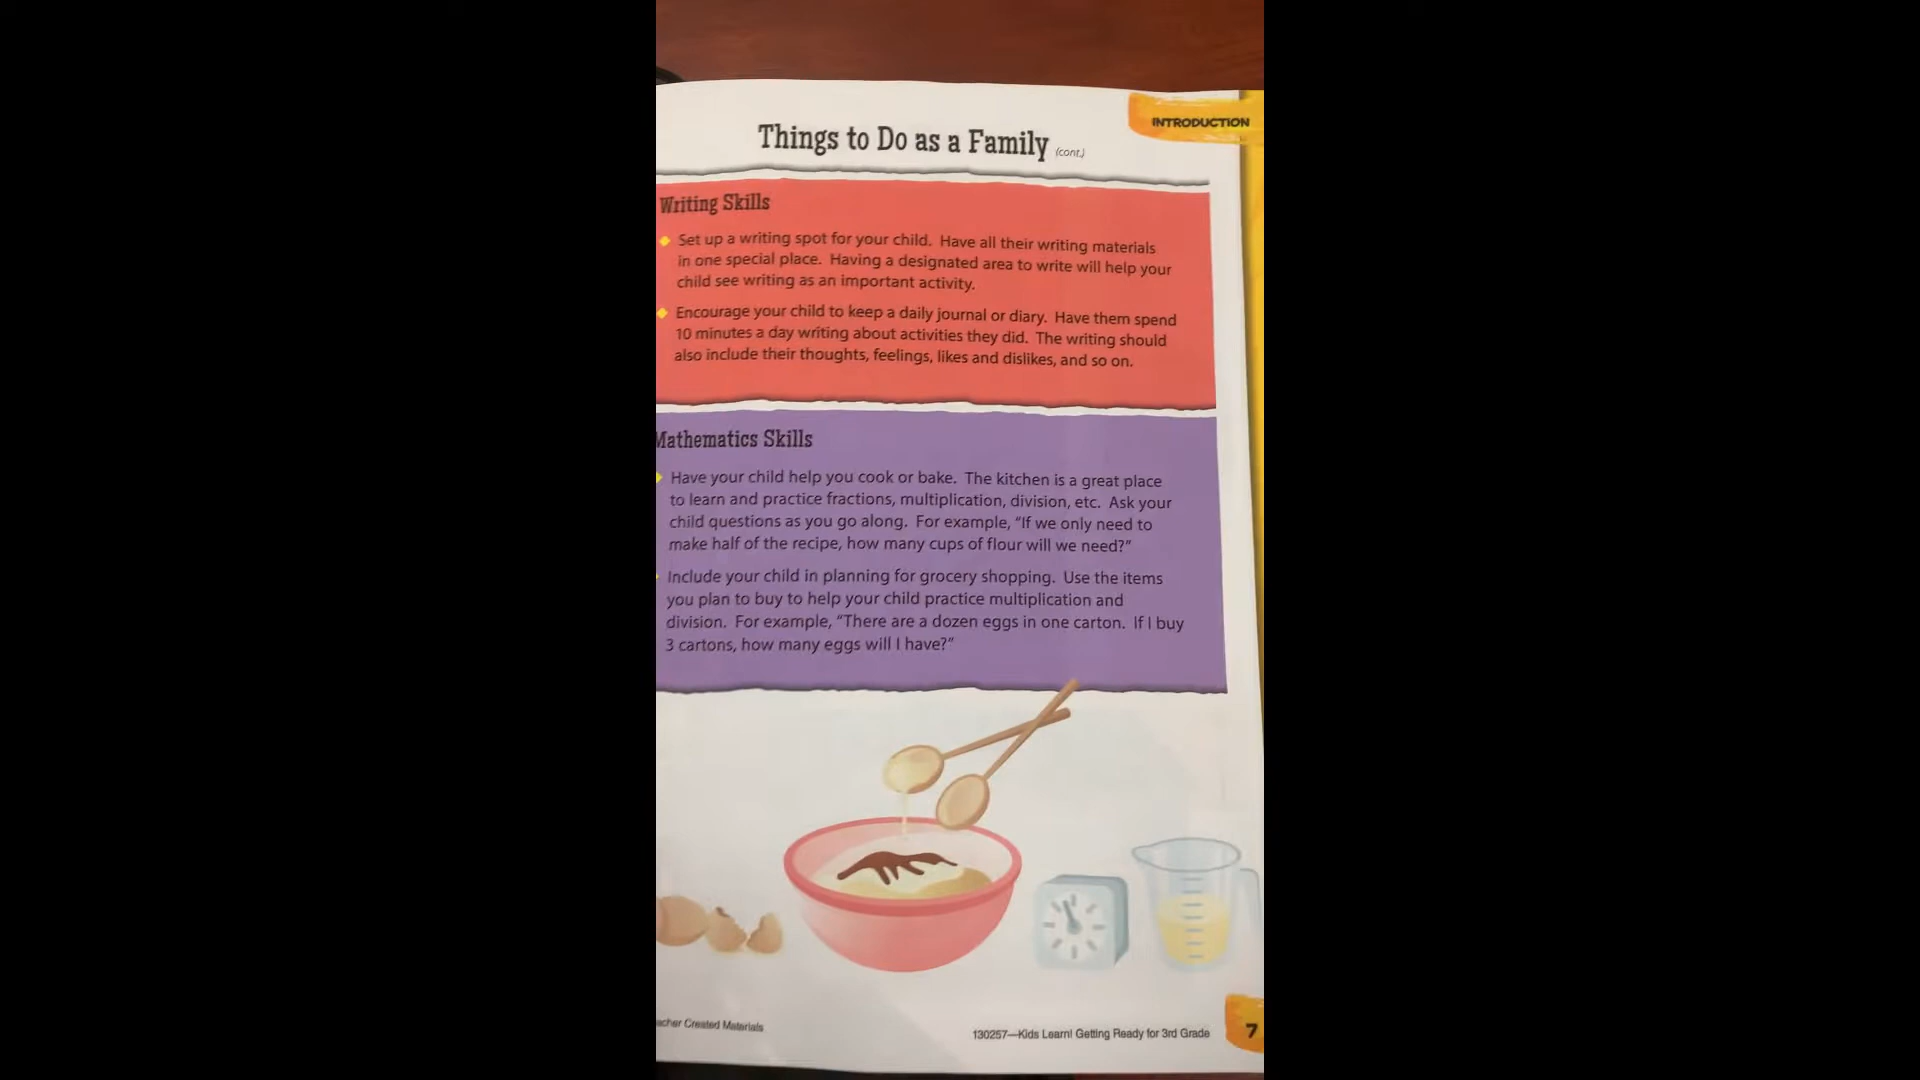 INTRODUCTION
Things to Do as a Family (cont.)
Writing Skills
Set up a writing spot for your child. Have all their writing materials
in one special place. Having a designated area to write will help your
child see writing as an important activity.
Encourage your child to keep a daily journal or diary. Have them spend
10 minutes a day writing about activities they did. The writing should
also include their thoughts, feelings, likes and dislikes, and so on.
Mathematics Skills
Have your child help you cook or bake. The kitchen is a great place
to learn and practice fractions, multiplication, division, etc. Ask your
child questions as you go along. For example, “If we only need to
make half of the recipe, how many cups of flour will we need?”
Include your child in planning for grocery shopping. Use the items
you plan to buy to help your child practice multiplication and
division. For example, “There are a dozen eggs in one carton. If I buy
3 cartons, how many eggs will I have?”
acher Created Materials
130257—Kids Learn! Getting Ready for 3rd Grade
7